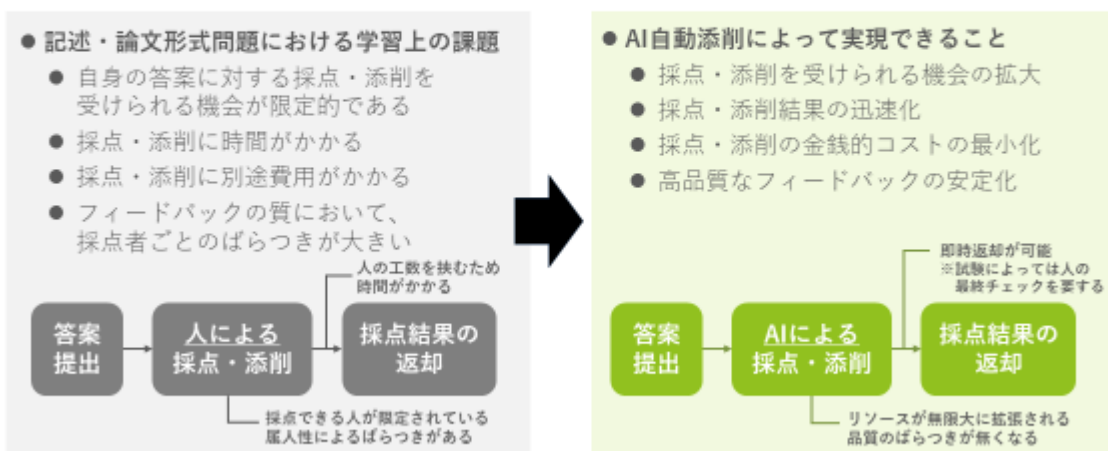 ● 記述・論文形式問題における学習上の課題
● 自身の答案に対する採点・添削を
受けられる機会が限定的である
● 採点・添削に時間がかかる
● 採点・添削に別途費用がかかる
● フィードバックの質において、
採点者ごとのばらつきが大きい
人の工数を挟むため
時間がかかる
答案
提出
人による
採点・添削
採点結果の
返却
採点できる人が限定されている
属人性によるばらつきがある
● AI自動添削によって実現できること
● 採点・添削を受けられる機会の拡大
● 採点・添削結果の迅速化
● 採点・添削の金銭的コストの最小化
● 高品質なフィードバックの安定化
即時返却が可能
※試験によっては人の
最終チェックを要する
答案
提出
AIによる
採点・添削
採点結果の
返却
リソースが無限大に拡張される
品質のばらつきが無くなる